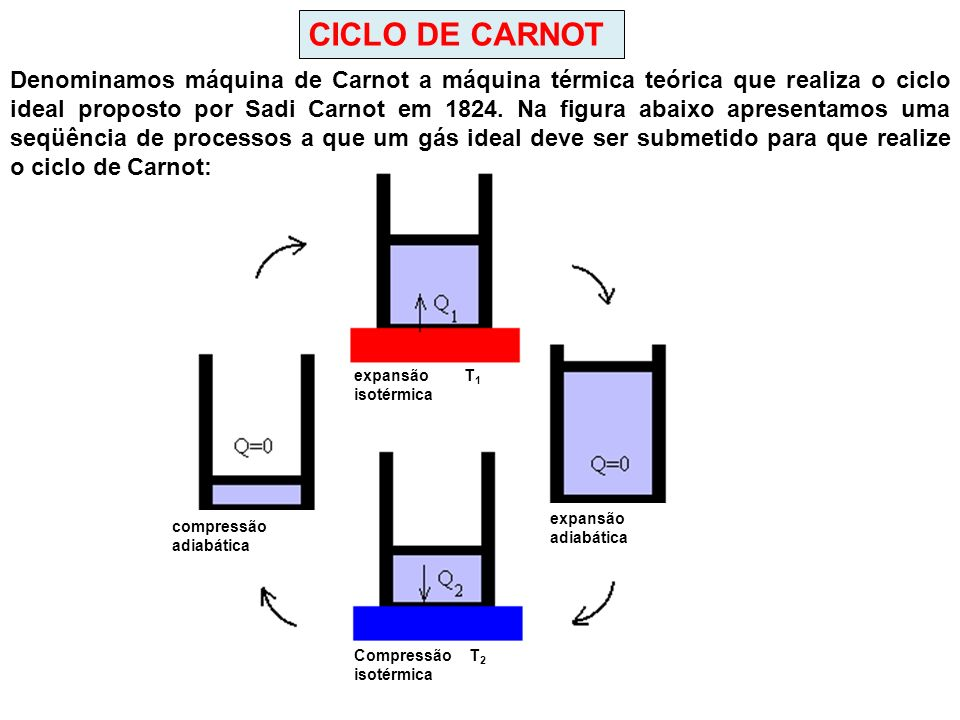 CICLO DE CARNOT
Denominamos máquina de Carnot a máquina térmica teórica que realiza o ciclo
ideal proposto por Sadi Carnot em 1824. Na figura abaixo apresentamos uma
seqüência de processos a que um gás ideal deve ser submetido para que realize
o ciclo de Carnot:
Q₁
expansão T₁
isotérmica
Q=0
compressão
adiabática
Q=0
expansão
adiabática
Q₂
Compressão T₂
isotérmica